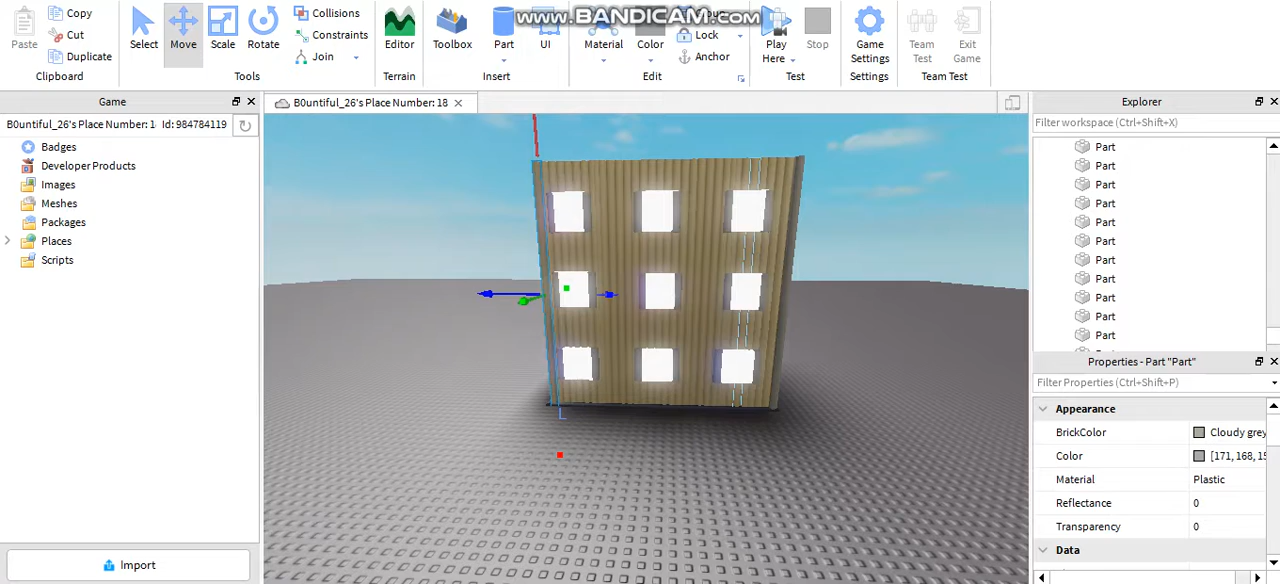 www.BANDICAM.com
Paste
Copy
Cut
Duplicate
Clipboard
Select
Move
Scale
Rotate
Collisions
Constraints
Join
Tools
Editor
Terrain
Toolbox
Part
UI
Insert
Material
Color
Lock
Anchor
Edit
Play
Here
Stop
Test
Game
Settings
Settings
Team
Test
Exit
Game
Team Test
Game
B0untiful_26's Place Number: 18
Explorer
B0untiful_26's Place Number: 1 Id: 984784119
Filter workspace (Ctrl+Shift+X)
Badges
Developer Products
Images
Meshes
Packages
Places
Scripts
Import
Part
Part
Part
Part
Part
Part
Part
Part
Part
Part
Part
Properties - Part "Part"
Filter Properties (Ctrl+Shift+P)
Appearance
BrickColor Cloudy grey
Color [171, 168, 15
Material Plastic
Reflectance 0
Transparency 0
Data